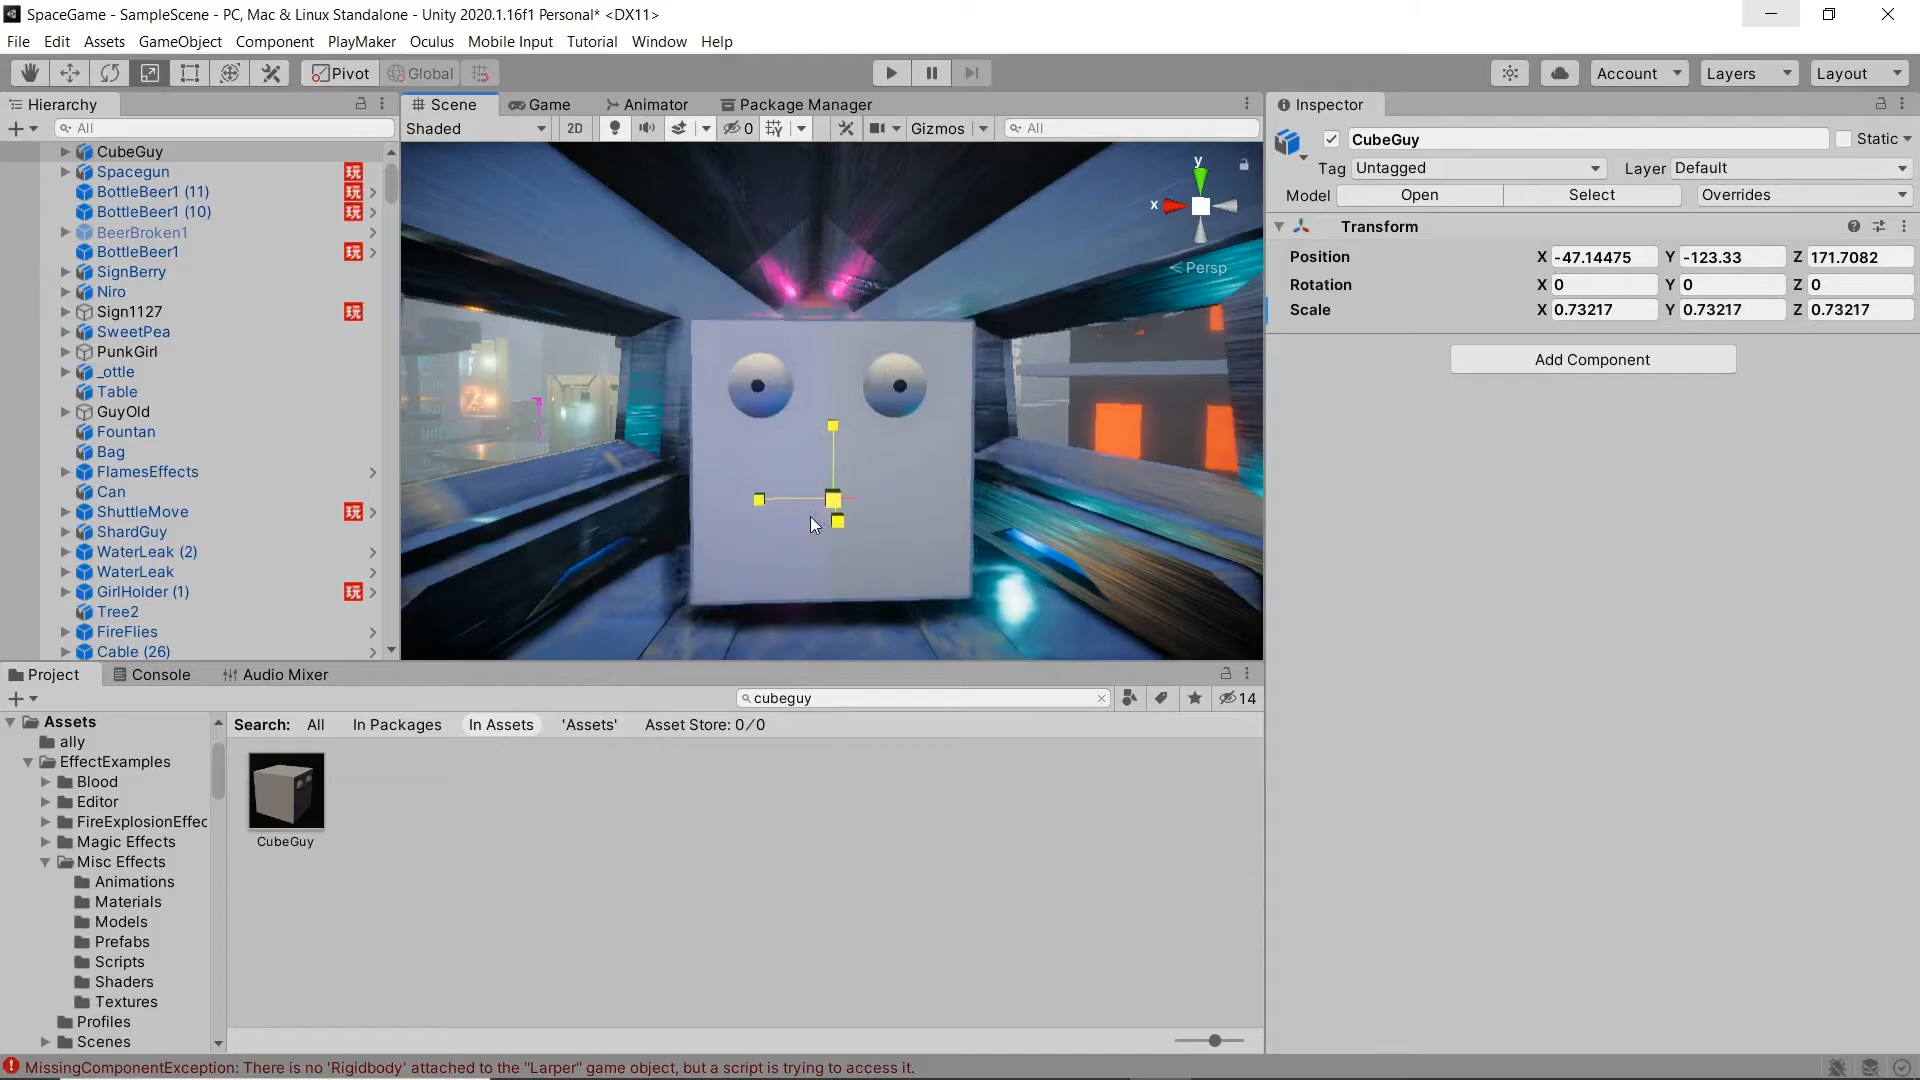 SpaceGame - SampleScene - PC, Mac & Linux Standalone - Unity 2020.1.16f1 Personal* <DX11>
File Edit Assets GameObject Component PlayMaker Oculus Mobile Input Tutorial Window Help
Pivot Global Account Layers Layout
Hierarchy
All
CubeGuy
Spacegun 玩
BottleBeer1 (11) 玩
BottleBeer1 (10) 玩
BeerBroken1
BottleBeer1 玩
SignBerry
Niro
Sign1127 玩
SweetPea
PunkGirl
_ottle
Table
GuyOld
Fountan
Bag
FlamesEffects
Can
ShuttleMove 玩
ShardGuy
WaterLeak (2)
WaterLeak
GirlHolder (1) 玩
Tree2
FireFlies
Cable (26)
Scene Game Animator Package Manager
Shaded 2D 0 Gizmos All
y
x
Persp
Inspector
CubeGuy Static
Tag Untagged Layer Default
Model Open Select Overrides
Transform
Position X -47.14475 Y -123.33 Z 171.7082
Rotation X 0 Y 0 Z 0
Scale X 0.73217 Y 0.73217 Z 0.73217
Add Component
Project Console Audio Mixer
cubeguy 14
Assets
ally
EffectExamples
Blood
Editor
FireExplosionEffec
Magic Effects
Misc Effects
Animations
Materials
Models
Prefabs
Scripts
Shaders
Textures
Profiles
Scenes
Search: All In Packages In Assets 'Assets' Asset Store: 0/0
CubeGuy
MissingComponentException: There is no 'Rigidbody' attached to the "Larper" game object, but a script is trying to access it.